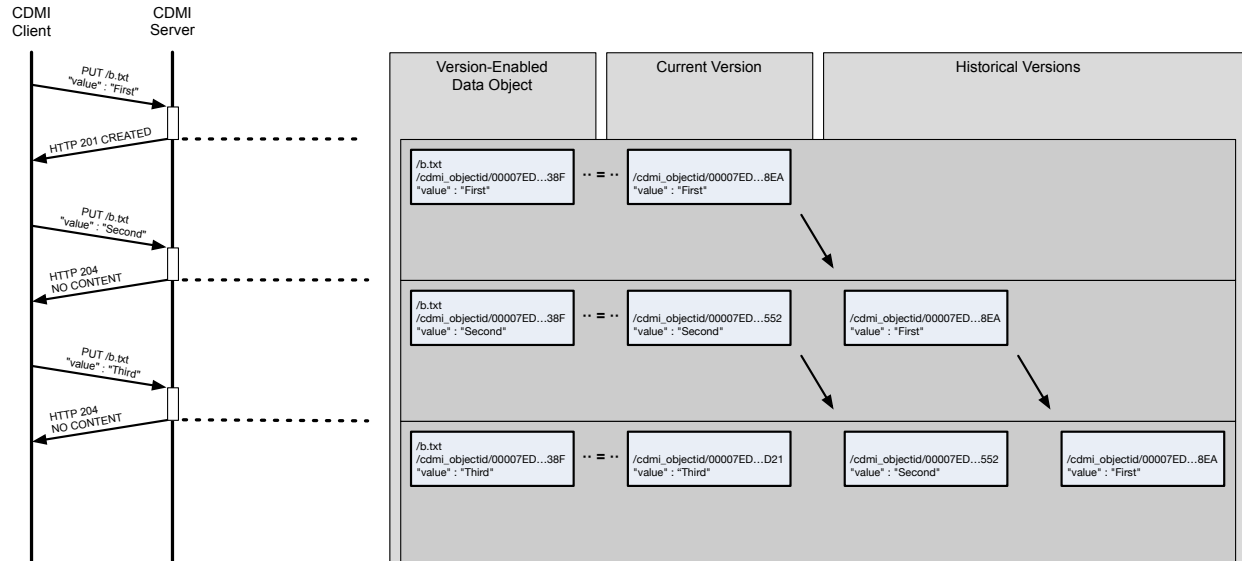 CDMI
Client
CDMI
Server
PUT /b.txt
"value" : "First"
HTTP 201 CREATED
PUT /b.txt
"value" : "Second"
HTTP 204
NO CONTENT
PUT /b.txt
"value" : "Third"
HTTP 204
NO CONTENT
Version-Enabled
Data Object
Current Version
Historical Versions
/b.txt
/cdmi_objectid/00007ED...38F
"value" : "First"
·· = ··
/cdmi_objectid/00007ED...8EA
"value" : "First"
/b.txt
/cdmi_objectid/00007ED...38F
"value" : "Second"
·· = ··
/cdmi_objectid/00007ED...552
"value" : "Second"
/cdmi_objectid/00007ED...8EA
"value" : "First"
/b.txt
/cdmi_objectid/00007ED...38F
"value" : "Third"
·· = ··
/cdmi_objectid/00007ED...D21
"value" : "Third"
/cdmi_objectid/00007ED...552
"value" : "Second"
/cdmi_objectid/00007ED...8EA
"value" : "First"